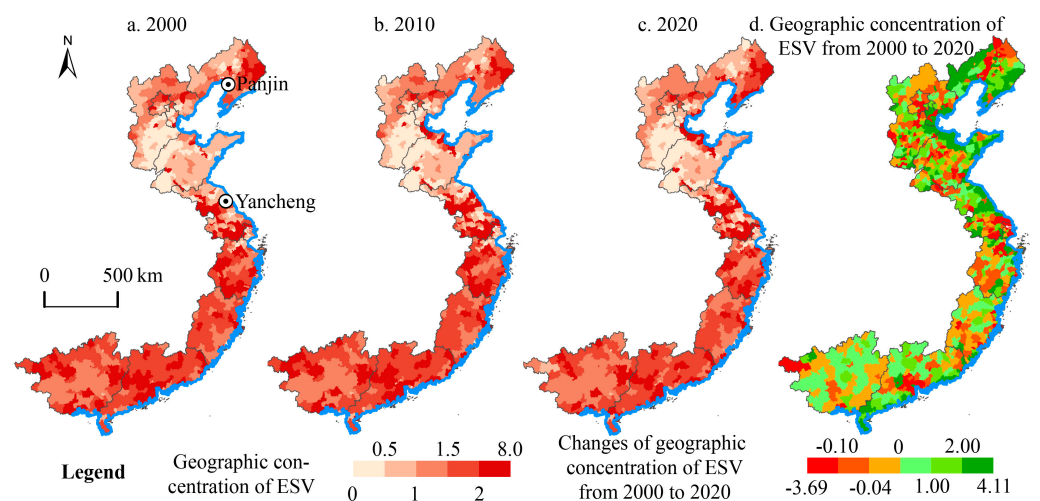 a. 2000
b. 2010
c. 2020
d. Geographic concentration of
ESV from 2000 to 2020
N
Panjin
Yancheng
0 500 km
Legend
Geographic con-
centration of ESV
0.5 1.5 8.0
0 1 2
Changes of geographic
concentration of ESV
from 2000 to 2020
-0.10 0 2.00
-3.69 -0.04 1.00 4.11